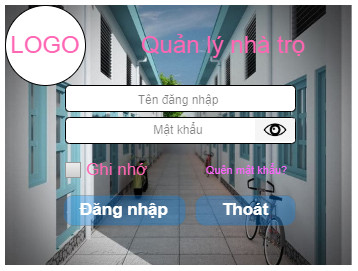 LOGO
Quản lý nhà trọ
Tên đăng nhập
Mật khẩu
Ghi nhớ
Quên mật khẩu?
Đăng nhập
Thoát